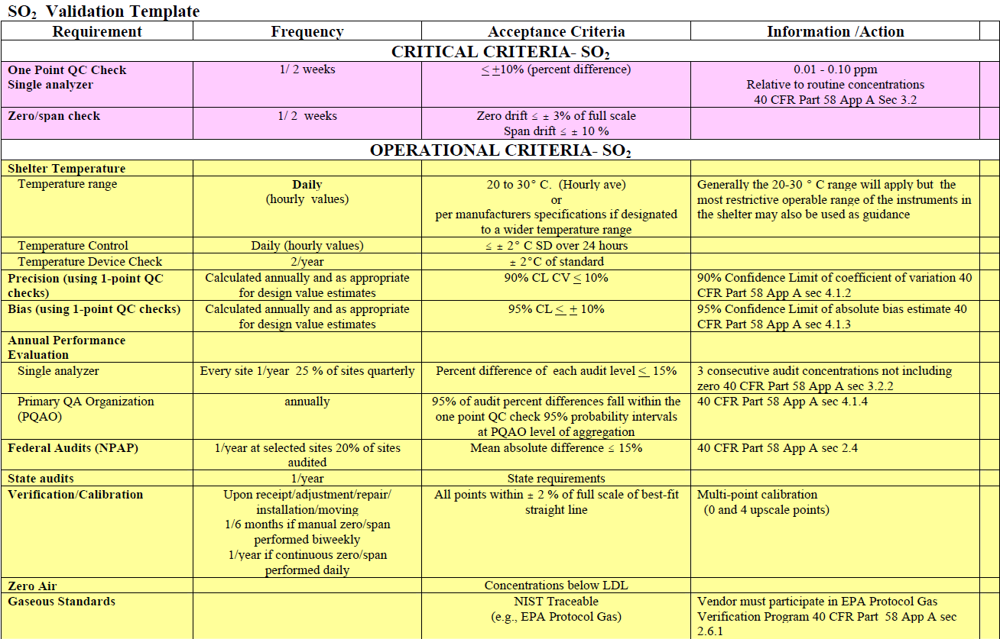 SO₂ Validation Template
Requirement Frequency Acceptance Criteria Information /Action
CRITICAL CRITERIA- SO₂
One Point QC Check
Single analyzer
1/ 2 weeks
≤ ±10% (percent difference)
0.01 - 0.10 ppm
Relative to routine concentrations
40 CFR Part 58 App A Sec 3.2
Zero/span check
1/ 2 weeks
Zero drift ≤ ± 3% of full scale
Span drift ≤ ± 10 %
OPERATIONAL CRITERIA- SO₂
Shelter Temperature
Temperature range
Daily
(hourly values)
20 to 30° C. (Hourly ave)
or
per manufacturers specifications if designated
to a wider temperature range
Generally the 20-30 ° C range will apply but the
most restrictive operable range of the instruments in
the shelter may also be used as guidance
Temperature Control
Daily (hourly values)
≤ ± 2° C SD over 24 hours
Temperature Device Check
2/year
± 2°C of standard
Precision (using 1-point QC
checks)
Calculated annually and as appropriate
for design value estimates
90% CL CV ≤ 10%
90% Confidence Limit of coefficient of variation 40
CFR Part 58 App A sec 4.1.2
Bias (using 1-point QC checks)
Calculated annually and as appropriate
for design value estimates
95% CL ≤ ± 10%
95% Confidence Limit of absolute bias estimate 40
CFR Part 58 App A sec 4.1.3
Annual Performance
Evaluation
Single analyzer
Every site 1/year 25 % of sites quarterly
Percent difference of each audit level ≤ 15%
3 consecutive audit concentrations not including
zero 40 CFR Part 58 App A sec 3.2.2
Primary QA Organization
(PQAO)
annually
95% of audit percent differences fall within the
one point QC check 95% probability intervals
at PQAO level of aggregation
40 CFR Part 58 App A sec 4.1.4
Federal Audits (NPAP)
1/year at selected sites 20% of sites
audited
Mean absolute difference ≤ 15%
40 CFR Part 58 App A sec 2.4
State audits
1/year
State requirements
Verification/Calibration
Upon receipt/adjustment/repair/
installation/moving
1/6 months if manual zero/span
performed biweekly
1/year if continuous zero/span
performed daily
All points within ± 2 % of full scale of best-fit
straight line
Multi-point calibration
(0 and 4 upscale points)
Zero Air
Concentrations below LDL
Gaseous Standards
NIST Traceable
(e.g., EPA Protocol Gas)
Vendor must participate in EPA Protocol Gas
Verification Program 40 CFR Part 58 App A sec
2.6.1